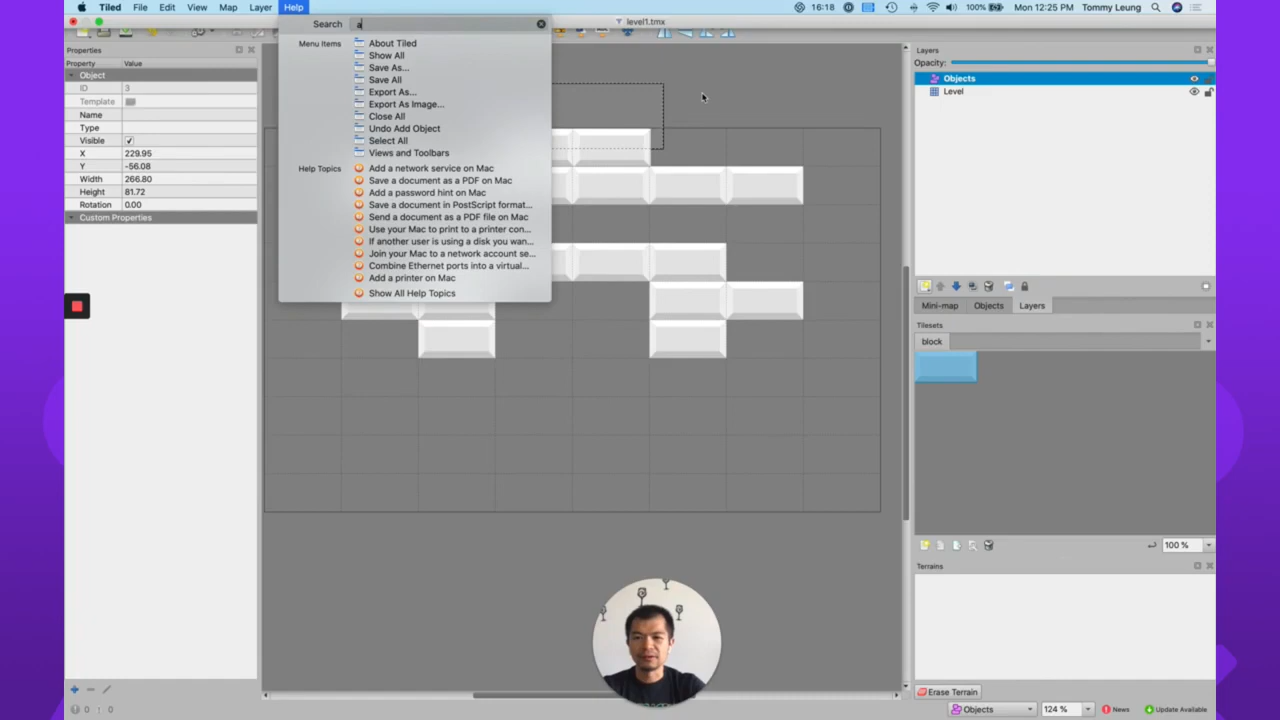 Tiled File Edit View Map Layer Help
16:18 100% Mon 12:25 PM Tommy Leung
level1.tmx
Search a
Menu Items
About Tiled
Show All
Save As...
Save All
Export As...
Export As Image...
Close All
Undo Add Object
Select All
Views and Toolbars
Help Topics
Add a network service on Mac
Save a document as a PDF on Mac
Add a password hint on Mac
Save a document in PostScript format...
Send a document as a PDF file on Mac
Use your Mac to print to a printer con...
If another user is using a disk you wan...
Join your Mac to a network account se...
Combine Ethernet ports into a virtual...
Add a printer on Mac
Show All Help Topics
Properties
Property Value
Object
ID 3
Template
Name
Type
Visible
X 229.95
Y -56.08
Width 266.80
Height 81.72
Rotation 0.00
Custom Properties
Layers
Opacity:
Objects
Level
Mini-map Objects Layers
Tilesets
block
100 %
Terrains
Erase Terrain
0 0
Objects 124 % News Update Available